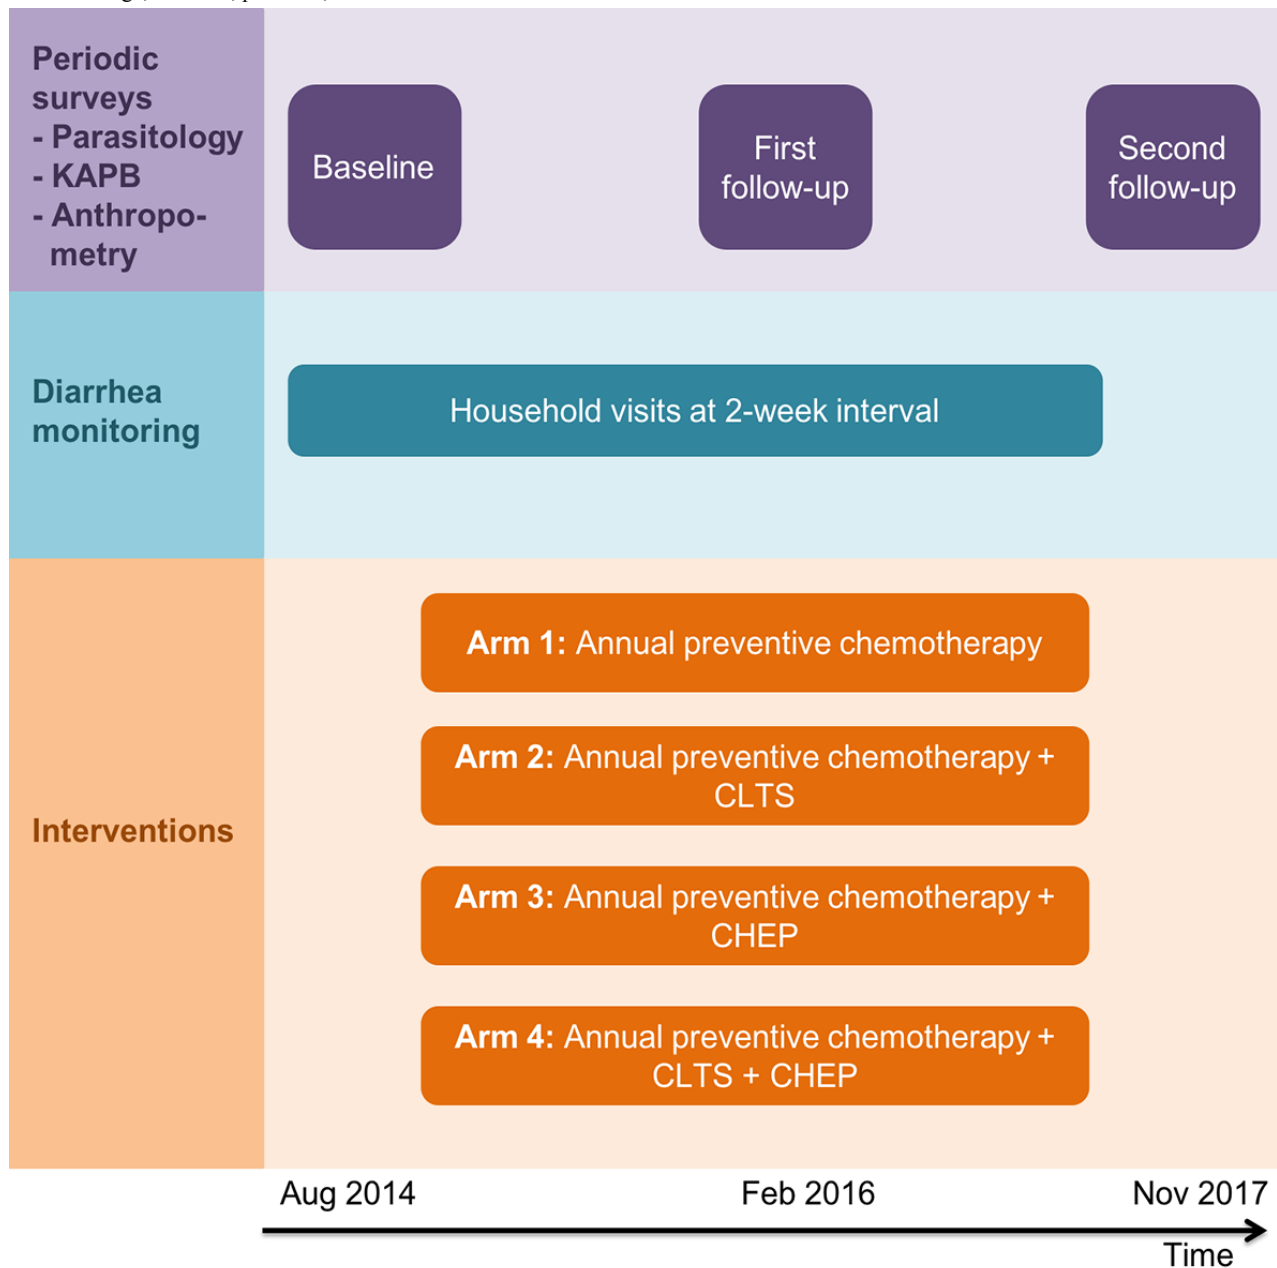 Periodic
surveys
- Parasitology
- KAPB
- Anthropo-
metry
Baseline
First
follow-up
Second
follow-up
Diarrhea
monitoring
Household visits at 2-week interval
Interventions
Arm 1: Annual preventive chemotherapy
Arm 2: Annual preventive chemotherapy +
CLTS
Arm 3: Annual preventive chemotherapy +
CHEP
Arm 4: Annual preventive chemotherapy +
CLTS + CHEP
Aug 2014
Feb 2016
Nov 2017
Time